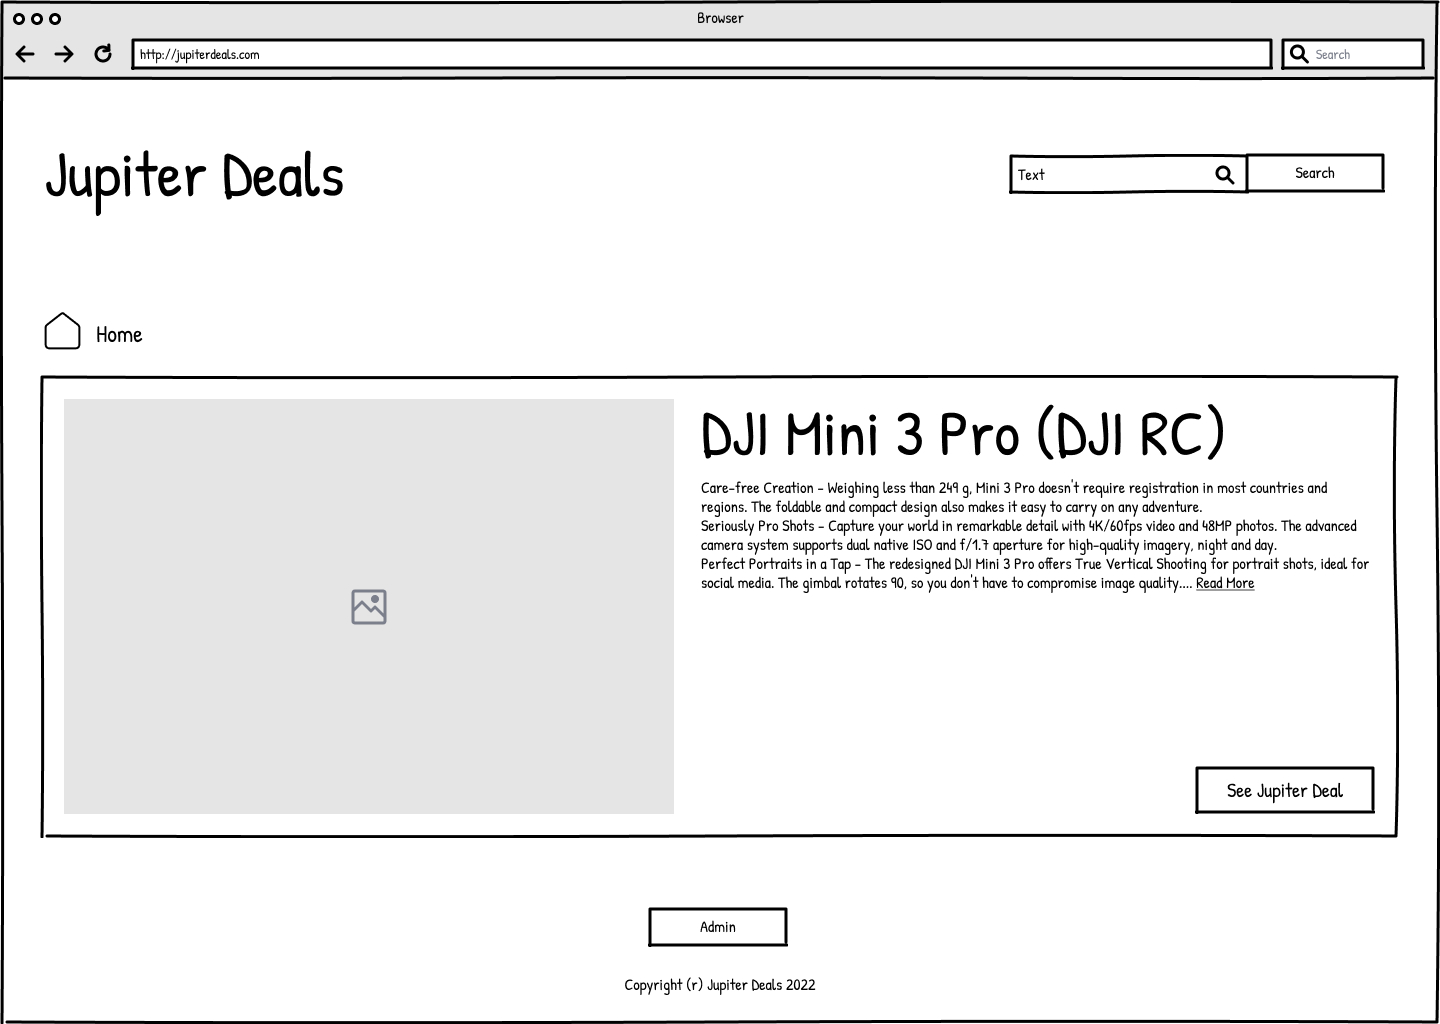 Browser
http://jupiterdeals.com
Search
Jupiter Deals
Text
Search
Home
DJI Mini 3 Pro (DJI RC)
Care-free Creation - Weighing less than 249 g, Mini 3 Pro doesn't require registration in most countries and
regions. The foldable and compact design also makes it easy to carry on any adventure.
Seriously Pro Shots - Capture your world in remarkable detail with 4K/60fps video and 48MP photos. The advanced
camera system supports dual native ISO and f/1.7 aperture for high-quality imagery, night and day.
Perfect Portraits in a Tap - The redesigned DJI Mini 3 Pro offers True Vertical Shooting for portrait shots, ideal for
social media. The gimbal rotates 90, so you don't have to compromise image quality.... Read More
See Jupiter Deal
Admin
Copyright (r) Jupiter Deals 2022